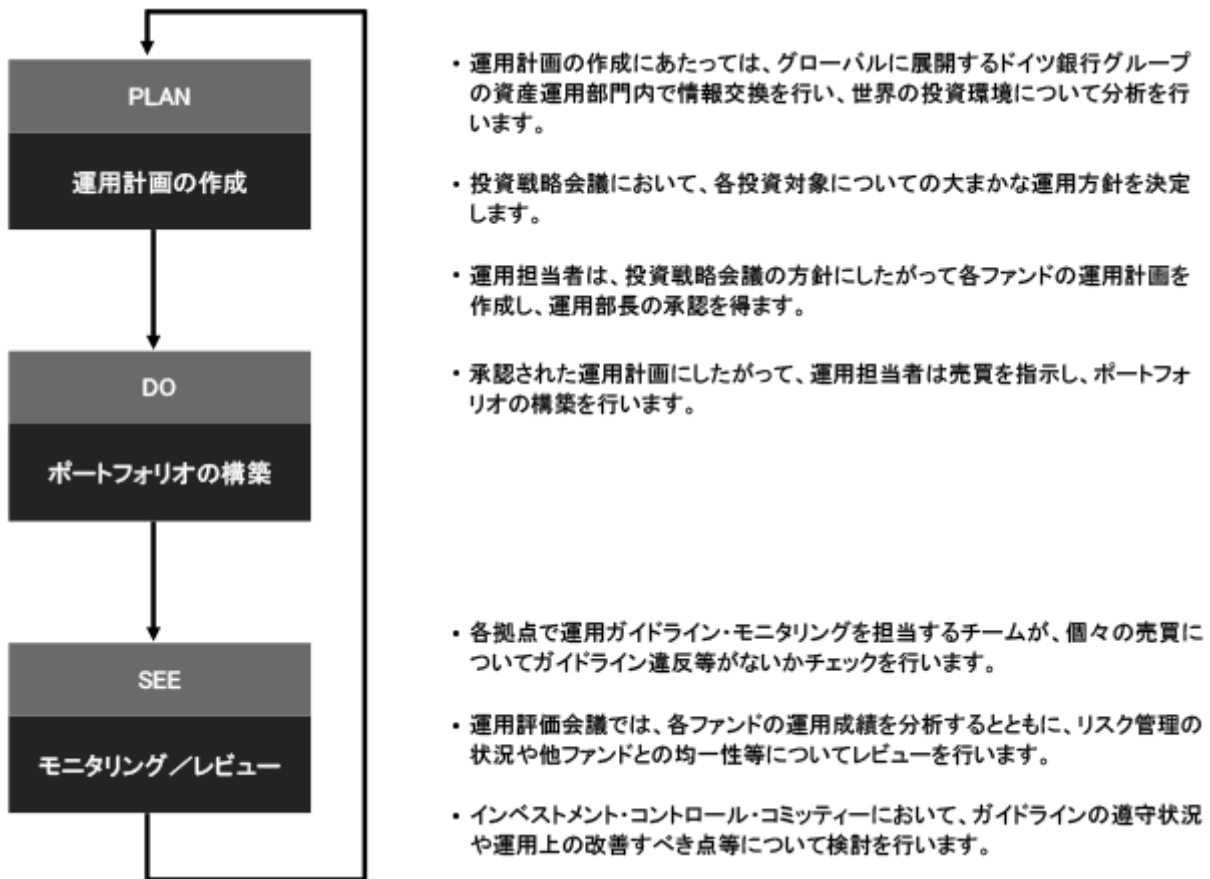 PLAN
運用計画の作成
・運用計画の作成にあたっては、グローバルに展開するドイツ銀行グループ
の資産運用部門内で情報交換を行い、世界の投資環境について分析を行
います。
・投資戦略会議において、各投資対象についての大まかな運用方針を決定
します。
・運用担当者は、投資戦略会議の方針にしたがって各ファンドの運用計画を
作成し、運用部長の承認を得ます。
DO
ポートフォリオの構築
・承認された運用計画にしたがって、運用担当者は売買を指示し、ポートフォ
リオの構築を行います。
SEE
モニタリング／レビュー
・各拠点で運用ガイドライン・モニタリングを担当するチームが、個々の売買に
ついてガイドライン違反等がないかチェックを行います。
・運用評価会議では、各ファンドの運用成績を分析するとともに、リスク管理の
状況や他ファンドとの均一性等についてレビューを行います。
・インベストメント・コントロール・コミッティーにおいて、ガイドラインの遵守状況
や運用上の改善すべき点等について検討を行います。